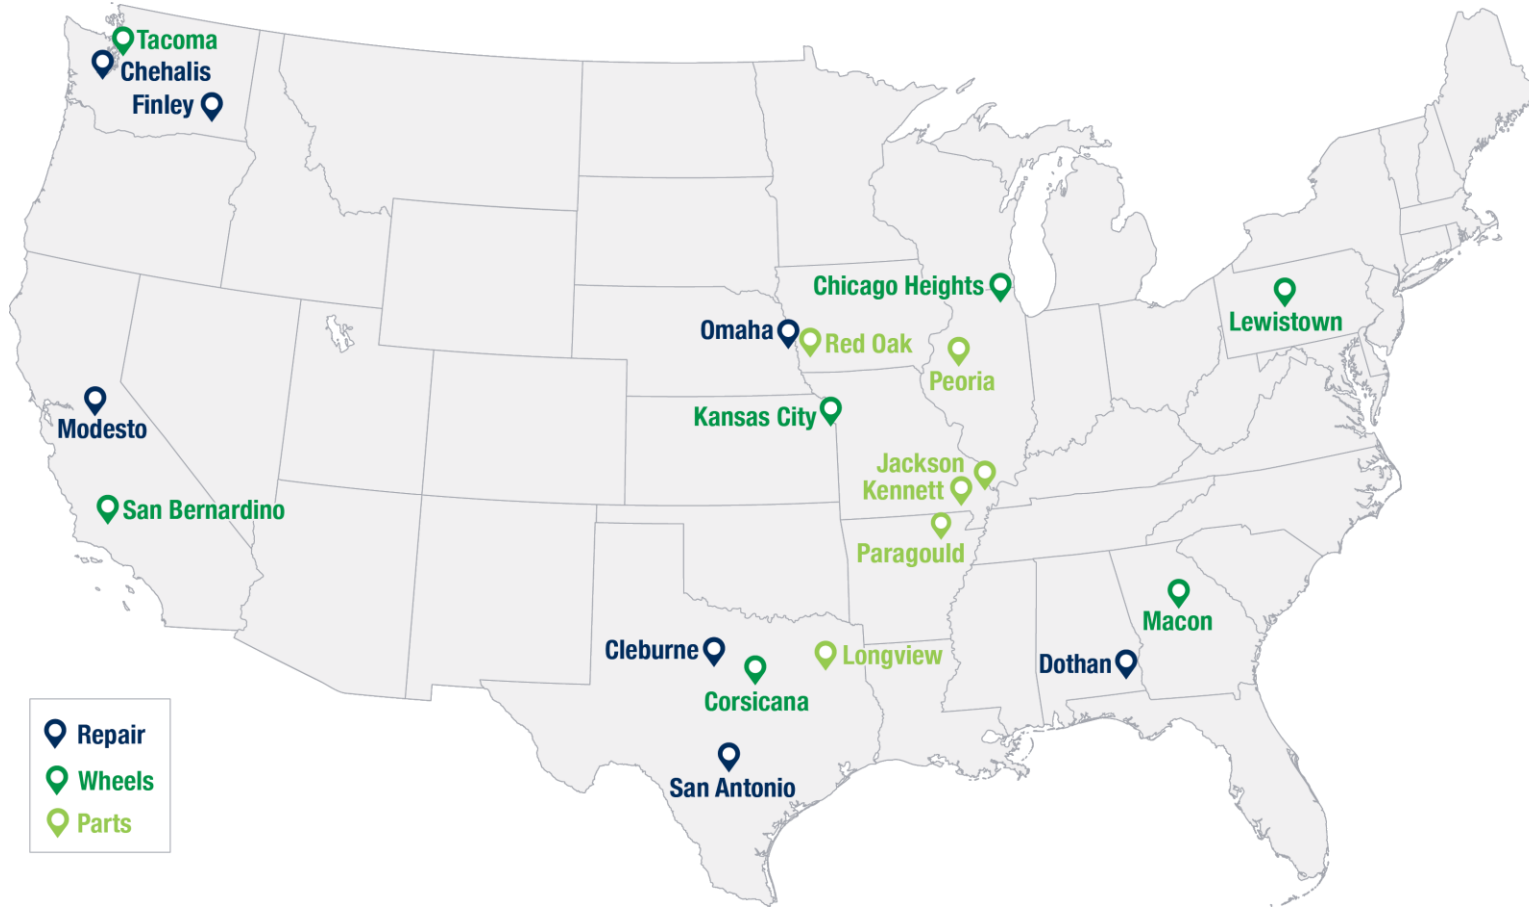 Tacoma
Chehalis
Finley
Chicago Heights
Lewistown
Omaha
Red Oak
Peoria
Kansas City
Modesto
Jackson
Kennett
San Bernardino
Paragould
Macon
Cleburne
Longview
Dothan
Corsicana
San Antonio
Repair
Wheels
Parts